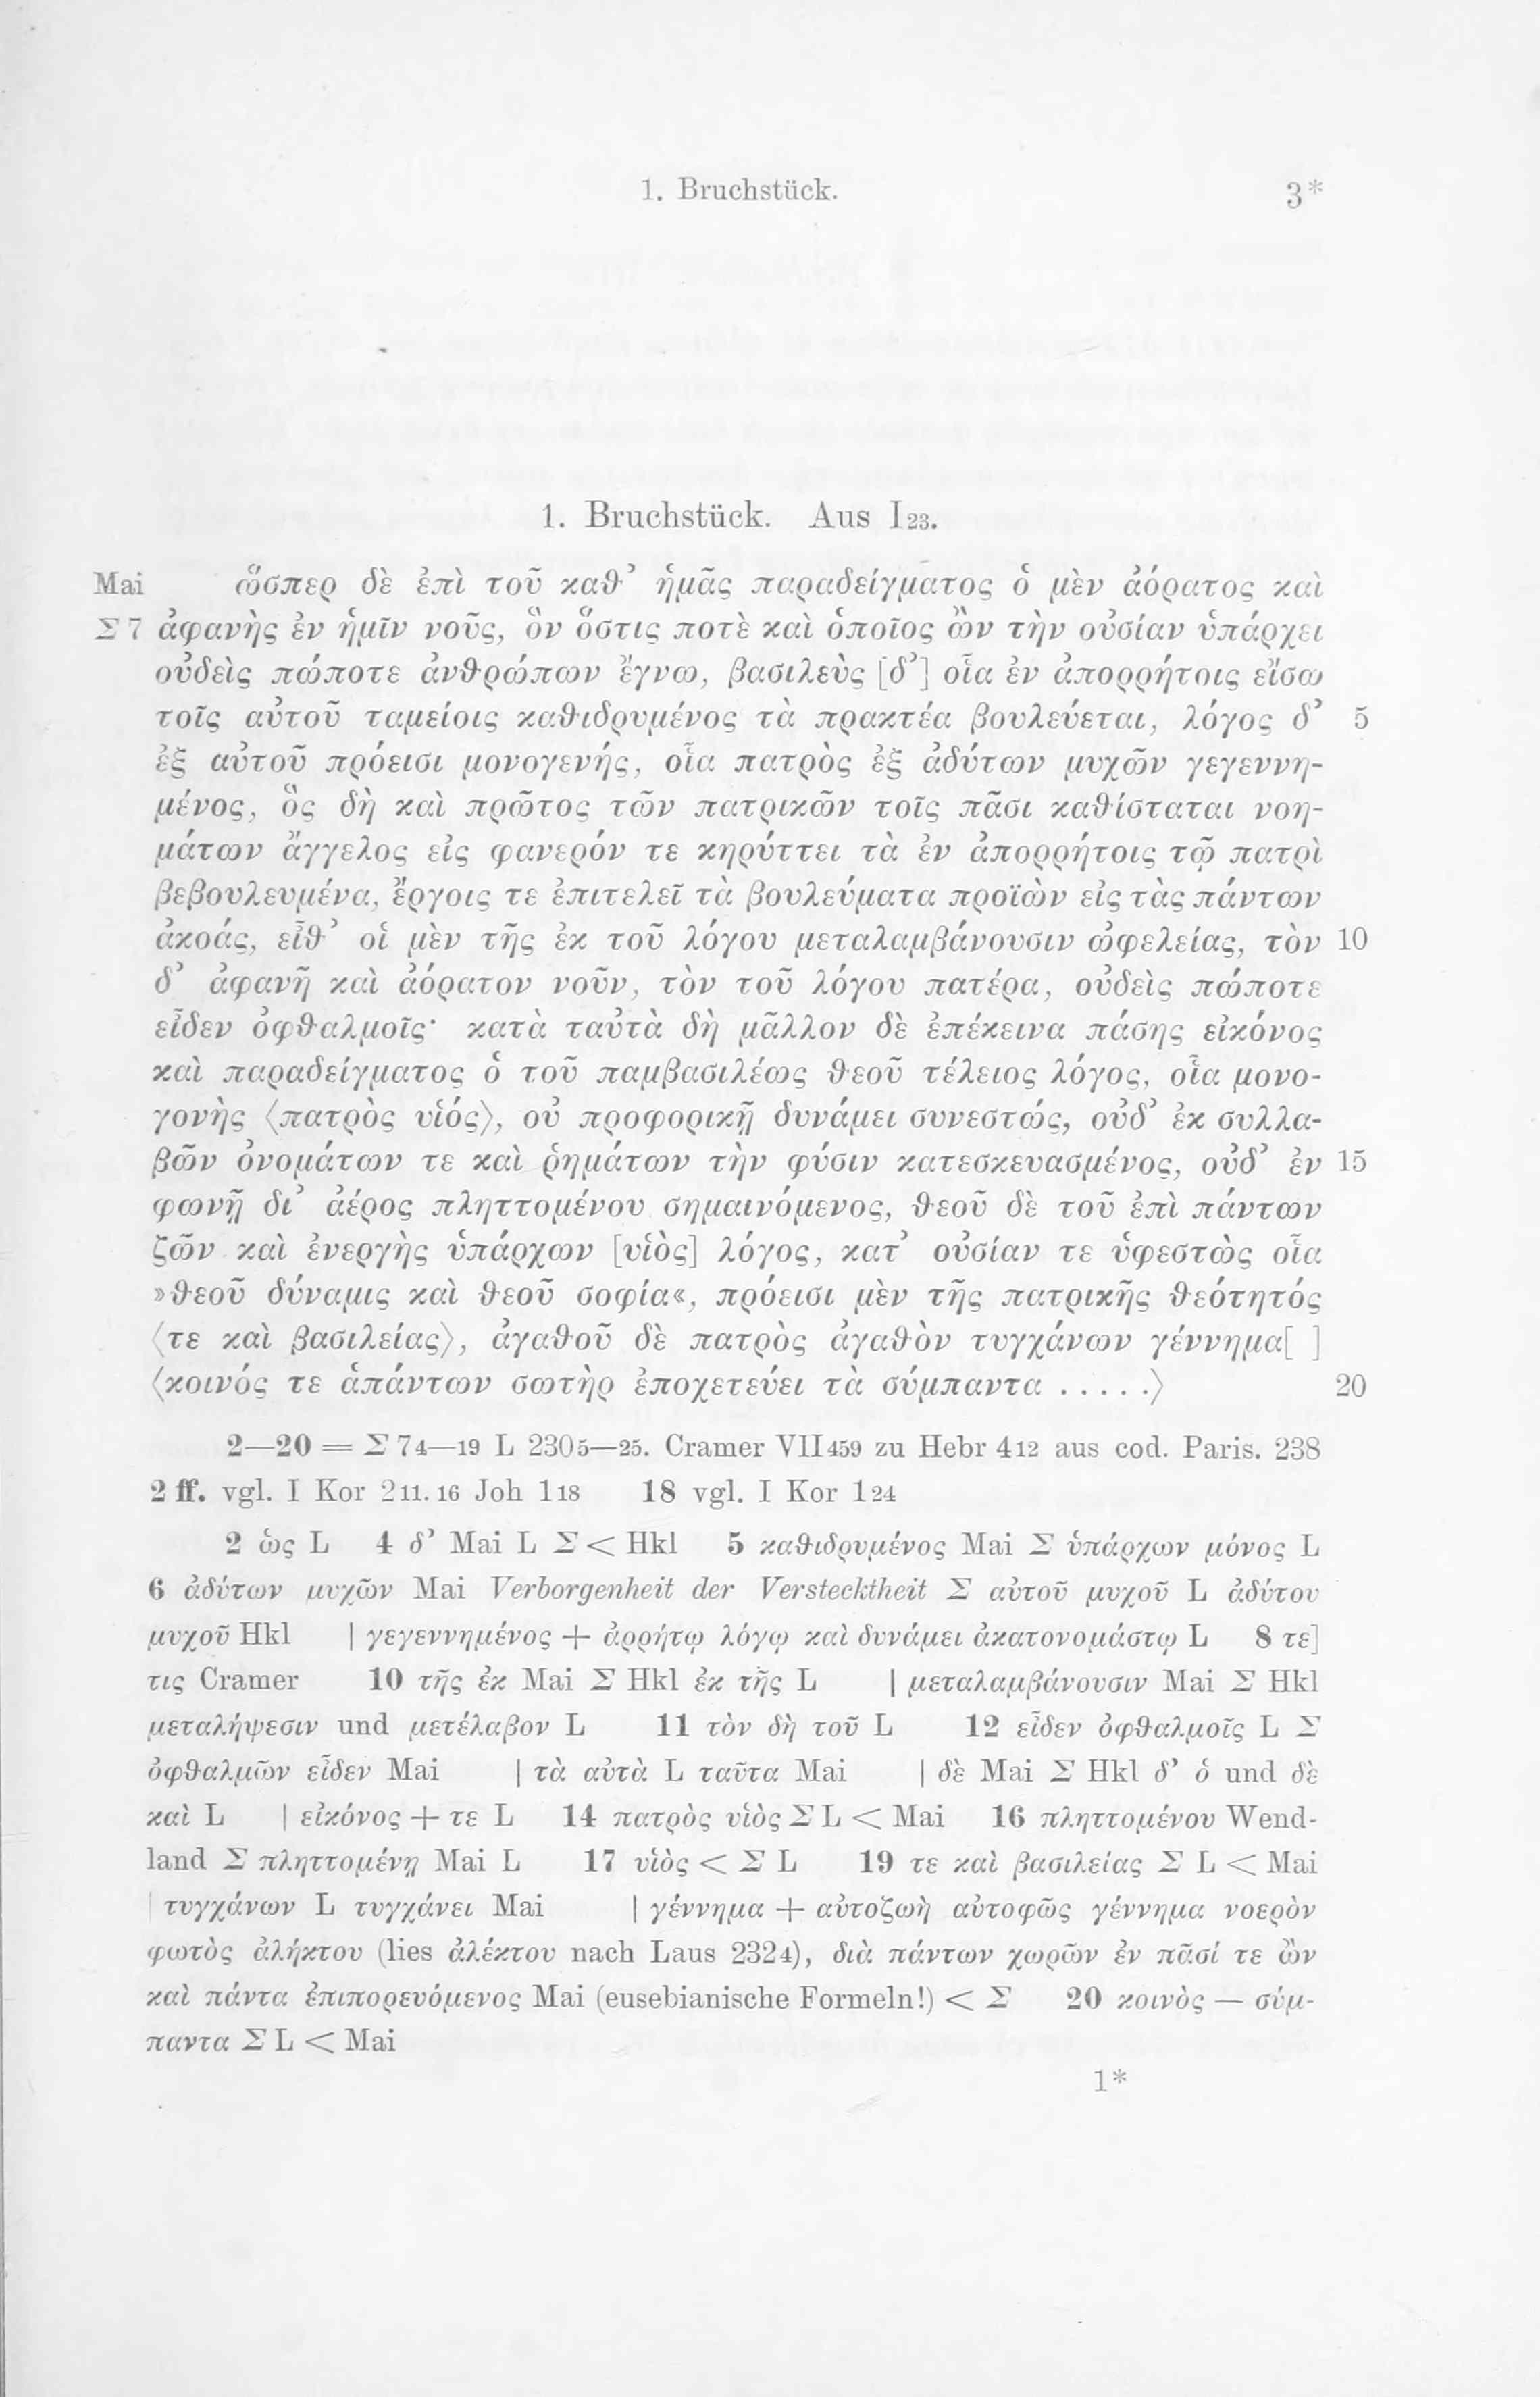 1. Bruchstück. 3*
1. Bruchstück. Aus I 23.
Mai ὥσπερ δὲ ἐπὶ τοῦ καθ' ἡμᾶς παραδείγματος ὁ μὲν ἀόρατος καὶ
Σ 7 ἀφανὴς ἐν ἡμῖν νοῦς, ὃν ὅστις ποτὲ καὶ ὁποῖος ὢν τὴν οὐσίαν ὑπάρχει
οὐδεὶς πώποτε ἀνθρώπων ἔγνω, βασιλεὺς [δ'] οἷα ἐν ἀπορρήτοις εἴσω
τοῖς αὐτοῦ ταμείοις καθιδρυμένος τὰ πρακτέα βουλεύεται, λόγος δ' 5
ἐξ αὐτοῦ πρόεισι μονογενής, οἷα πατρὸς ἐξ ἀδύτων μυχῶν γεγεννη-
μένος, ὃς δὴ καὶ πρῶτος τῶν πατρικῶν τοῖς πᾶσι καθίσταται νοη-
μάτων ἄγγελος εἰς φανερόν τε κηρύττει τὰ ἐν ἀπορρήτοις τῷ πατρὶ
βεβουλευμένα, ἔργοις τε ἐπιτελεῖ τὰ βουλεύματα προϊὼν εἰς τὰς πάντων
ἀκοάς, εἶθ' οἱ μὲν τῆς ἐκ τοῦ λόγου μεταλαμβάνουσιν ὠφελείας, τὸν 10
δ' ἀφανῆ καὶ ἀόρατον νοῦν, τὸν τοῦ λόγου πατέρα, οὐδεὶς πώποτε
εἶδεν ὀφθαλμοῖς· κατὰ ταὐτὰ δὴ μᾶλλον δὲ ἐπέκεινα πάσης εἰκόνος
καὶ παραδείγματος ὁ τοῦ παμβασιλέως θεοῦ τέλειος λόγος, οἷα μονο-
γονὴς ⟨πατρὸς υἱός⟩, οὐ προφορικῇ δυνάμει συνεστώς, οὐδ' ἐκ συλλα-
βῶν ὀνομάτων τε καὶ ῥημάτων τὴν φύσιν κατεσκευασμένος, οὐδ' ἐν 15
φωνῇ δι' ἀέρος πληττομένου σημαινόμενος, θεοῦ δὲ τοῦ ἐπὶ πάντων
ζῶν καὶ ἐνεργὴς ὑπάρχων [υἱὸς] λόγος, κατ' οὐσίαν τε ὑφεστὼς οἷα
»θεοῦ δύναμις καὶ θεοῦ σοφία«, πρόεισι μὲν τῆς πατρικῆς θεότητός
⟨τε καὶ βασιλείας⟩, ἀγαθοῦ δὲ πατρὸς ἀγαθὸν τυγχάνων γέννημα[ ]
⟨κοινός τε ἁπάντων σωτὴρ ἐποχετεύει τὰ σύμπαντα .....⟩ 20
2—20 = Σ 7 4—19 L 230 5—25. Cramer VII 459 zu Hebr 4 12 aus cod. Paris. 238
2 ff. vgl. I Kor 2 11. 16 Joh 1 18 18 vgl. I Kor 1 24
2 ὡς L 4 δ' Mai L Σ < Hkl 5 καθιδρυμένος Mai Σ ὑπάρχων μόνος L
6 ἀδύτων μυχῶν Mai Verborgenheit der Verstecktheit Σ αὐτοῦ μυχοῦ L ἀδύτου
μυχοῦ Hkl | γεγεννημένος + ἀρρήτῳ λόγῳ καὶ δυνάμει ἀκατονομάστῳ L 8 τε]
τις Cramer 10 τῆς ἐκ Mai Σ Hkl ἐκ τῆς L | μεταλαμβάνουσιν Mai Σ Hkl
μεταλήψεσιν und μετέλαβον L 11 τὸν δὴ τοῦ L 12 εἶδεν ὀφθαλμοῖς L Σ
ὀφθαλμῶν εἶδεν Mai | τὰ αὐτὰ L ταῦτα Mai | δὲ Mai Σ Hkl δ' ὁ und δὲ
καὶ L | εἰκόνος + τε L 14 πατρὸς υἱὸς Σ L < Mai 16 πληττομένου Wend-
land Σ πληττομένῃ Mai L 17 υἱὸς < Σ L 19 τε καὶ βασιλείας Σ L < Mai
| τυγχάνων L τυγχάνει Mai | γέννημα + αὐτοζωὴ αὐτοφῶς γέννημα νοερὸν
φωτὸς ἀλήκτου (lies ἀλέκτου nach Laus 232 4), διὰ πάντων χωρῶν ἐν πᾶσί τε ὢν
καὶ πάντα ἐπιπορευόμενος Mai (eusebianische Formeln!) < Σ 20 κοινὸς — σύμ-
παντα Σ L < Mai
1*